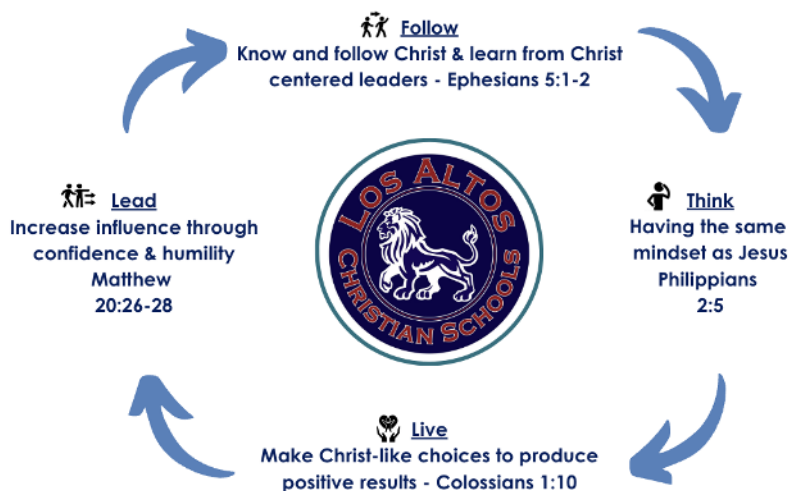 Follow
Know and follow Christ & learn from Christ
centered leaders - Ephesians 5:1-2
Think
Having the same
mindset as Jesus
Philippians
2:5
Live
Make Christ-like choices to produce
positive results - Colossians 1:10
Lead
Increase influence through
confidence & humility
Matthew
20:26-28
LOS ALTOS
CHRISTIAN SCHOOLS